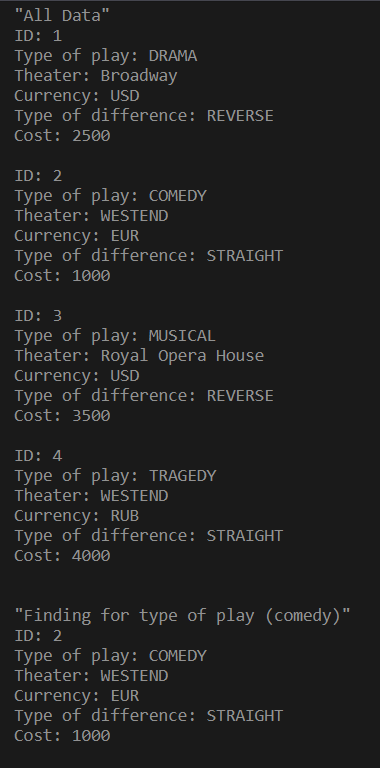 "All Data"
ID: 1
Type of play: DRAMA
Theater: Broadway
Currency: USD
Type of difference: REVERSE
Cost: 2500
ID: 2
Type of play: COMEDY
Theater: WESTEND
Currency: EUR
Type of difference: STRAIGHT
Cost: 1000
ID: 3
Type of play: MUSICAL
Theater: Royal Opera House
Currency: USD
Type of difference: REVERSE
Cost: 3500
ID: 4
Type of play: TRAGEDY
Theater: WESTEND
Currency: RUB
Type of difference: STRAIGHT
Cost: 4000
"Finding for type of play (comedy)"
ID: 2
Type of play: COMEDY
Theater: WESTEND
Currency: EUR
Type of difference: STRAIGHT
Cost: 1000